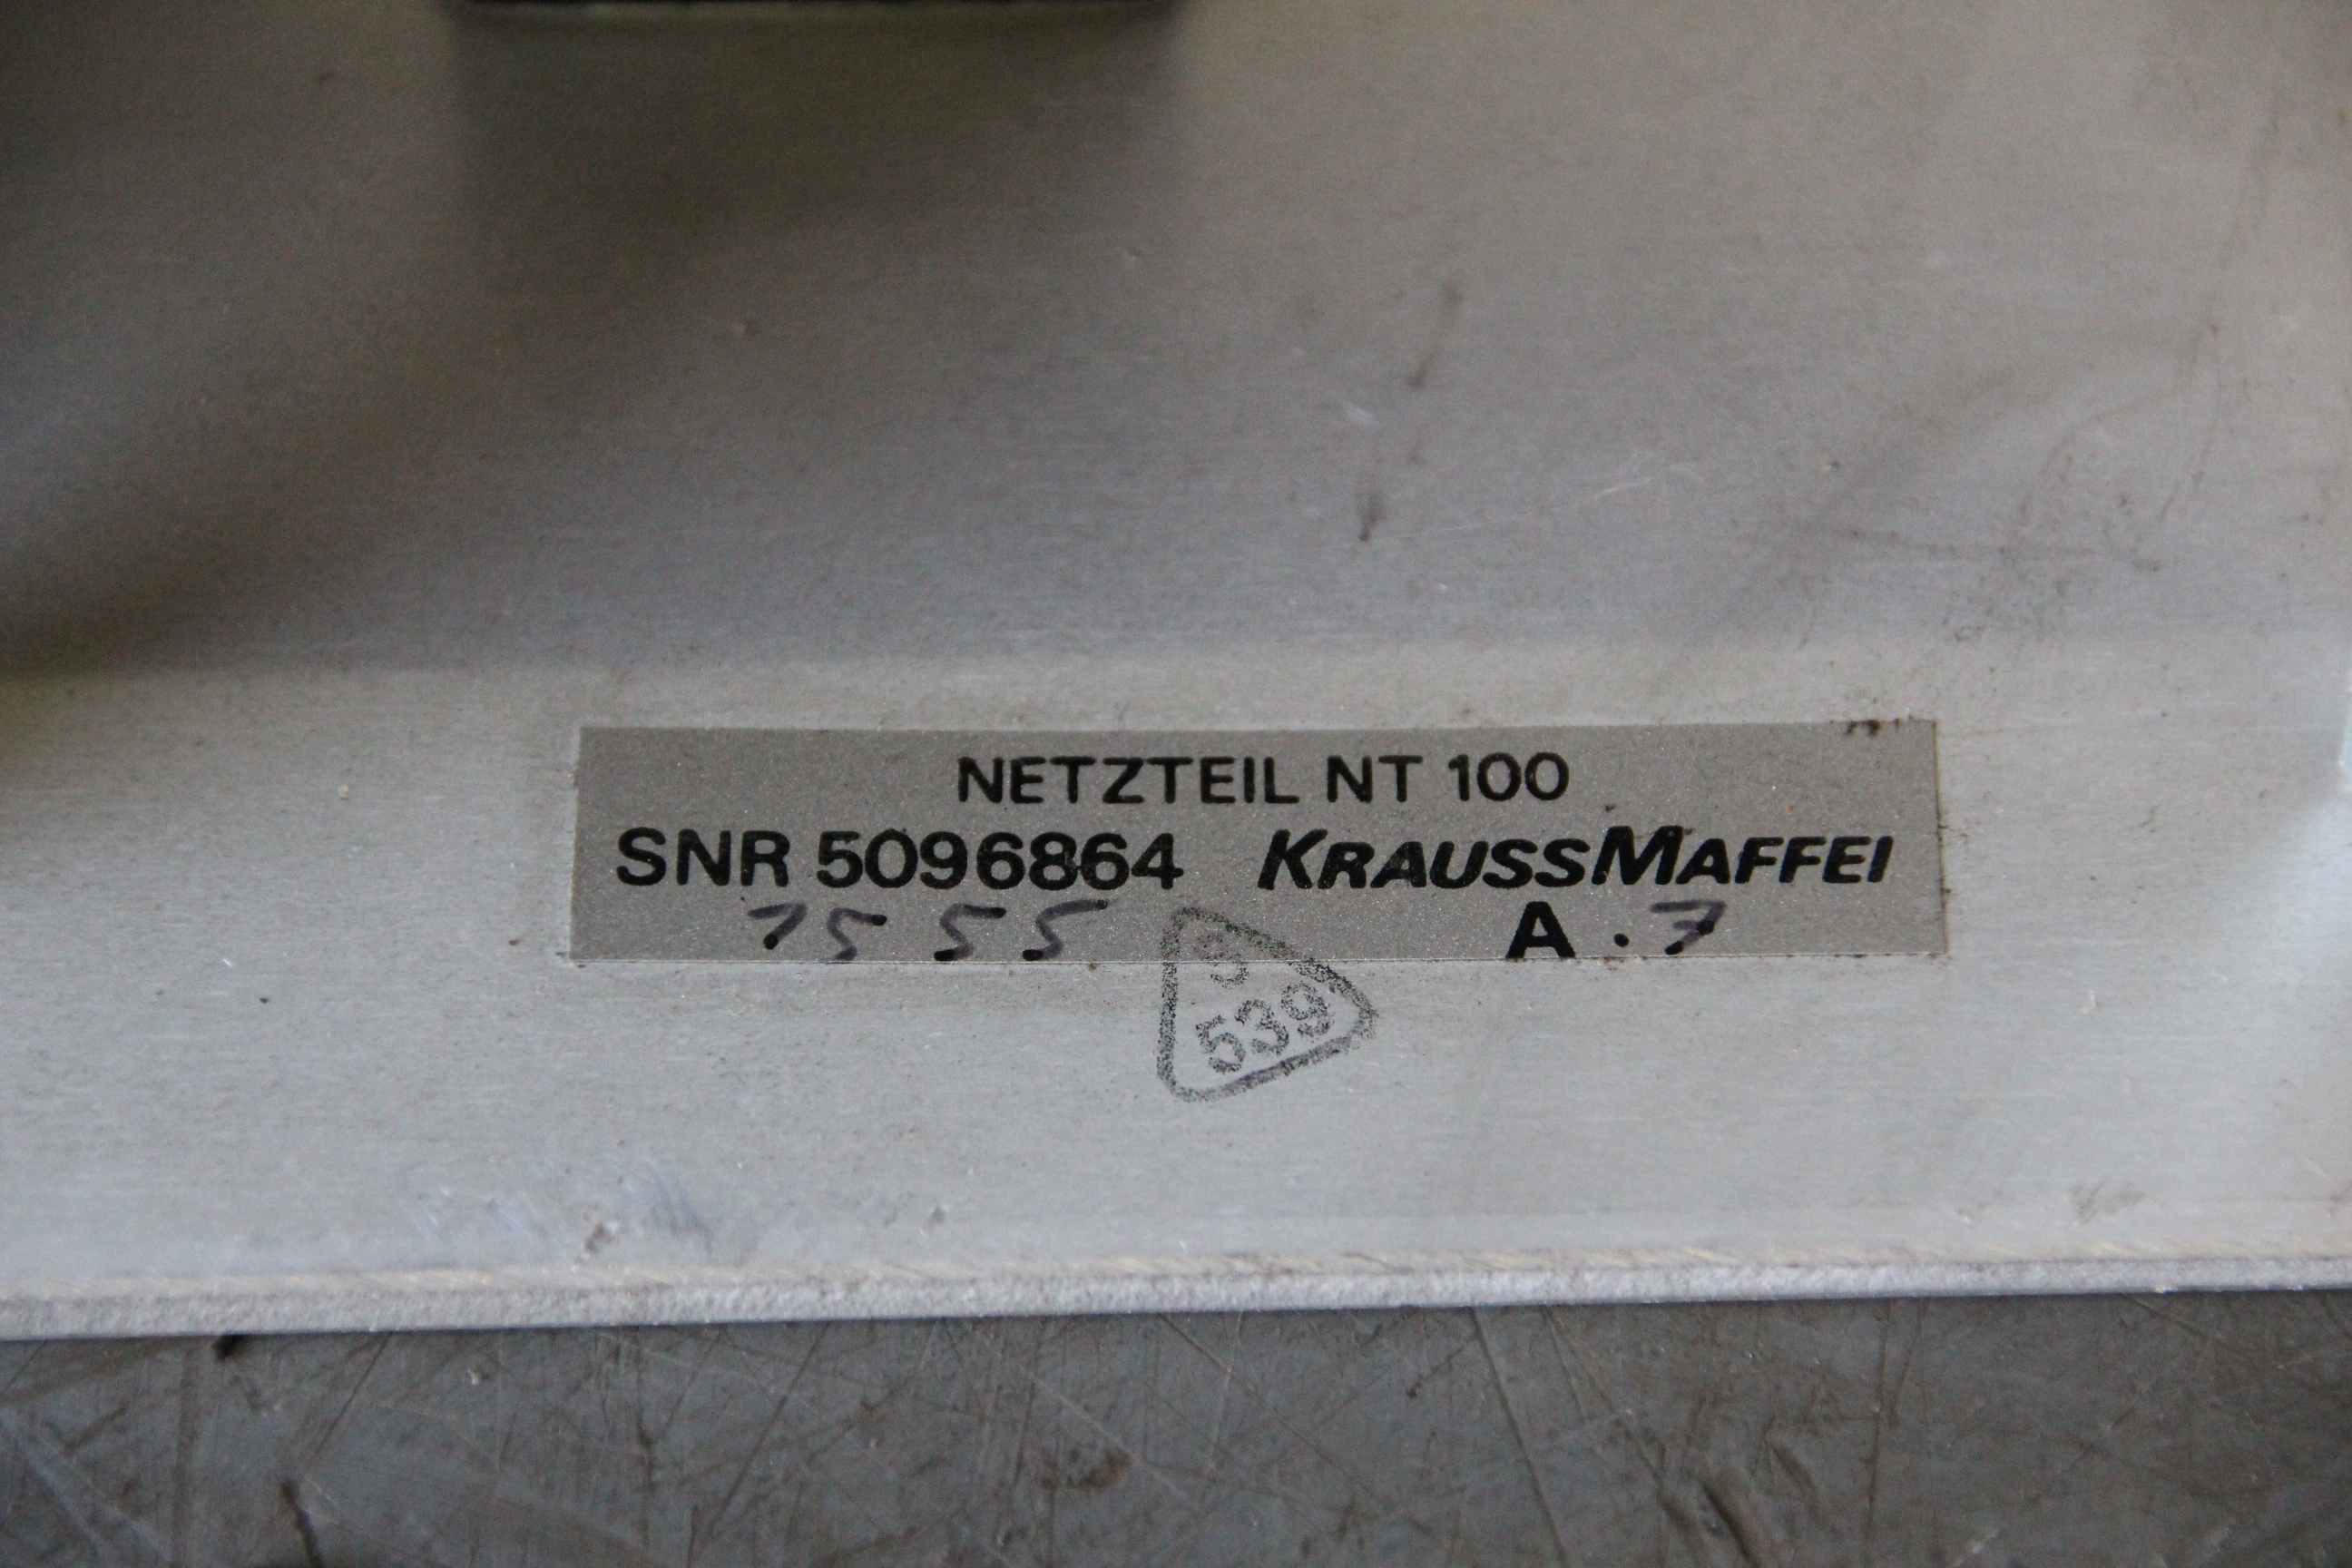 NETZTEIL NT 100
SNR 5096864 KRAUSSMAFFEI
1555 A.7
S
539